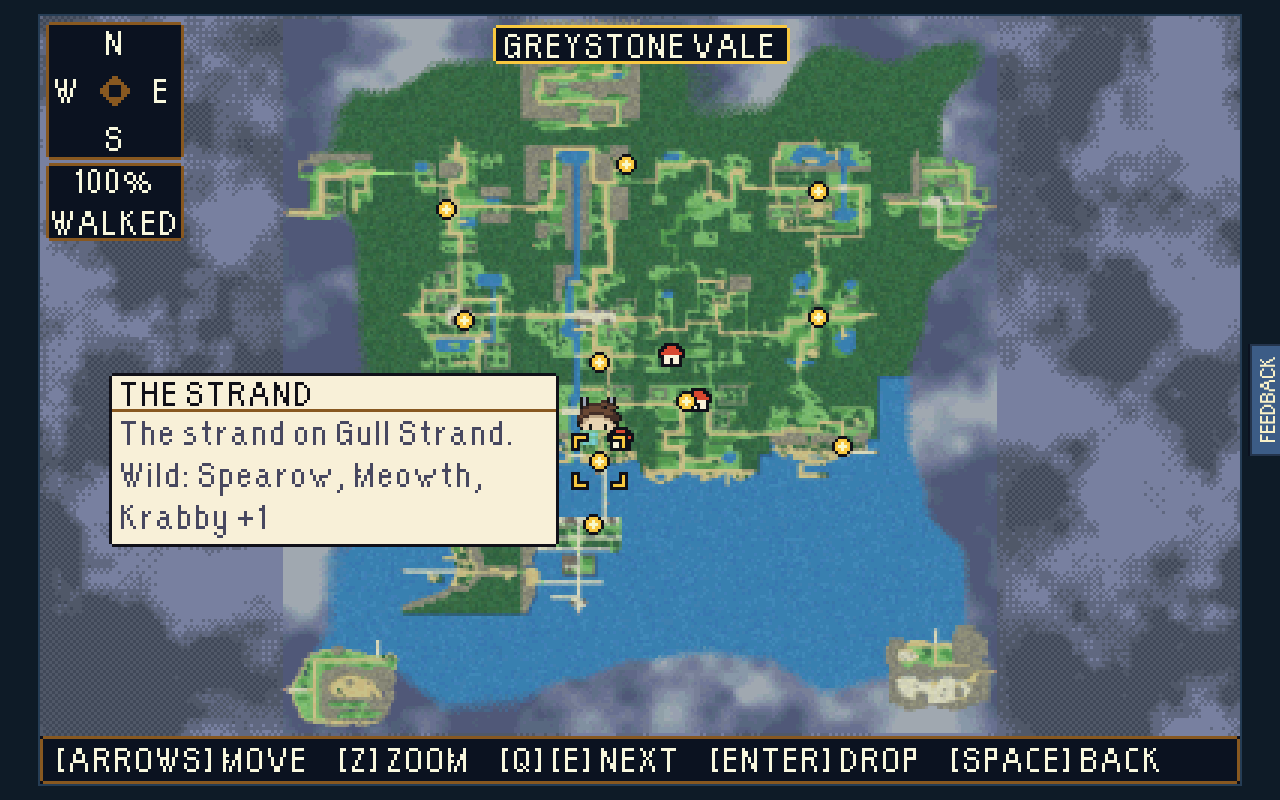 GREYSTONE VALE
N
W E
S
100%
WALKED
THE STRAND
The strand on Gull Strand.
Wild: Spearow, Meowth,
Krabby +1
FEEDBACK
[ARROWS] MOVE [Z] ZOOM [Q] [E] NEXT [ENTER] DROP [SPACE] BACK